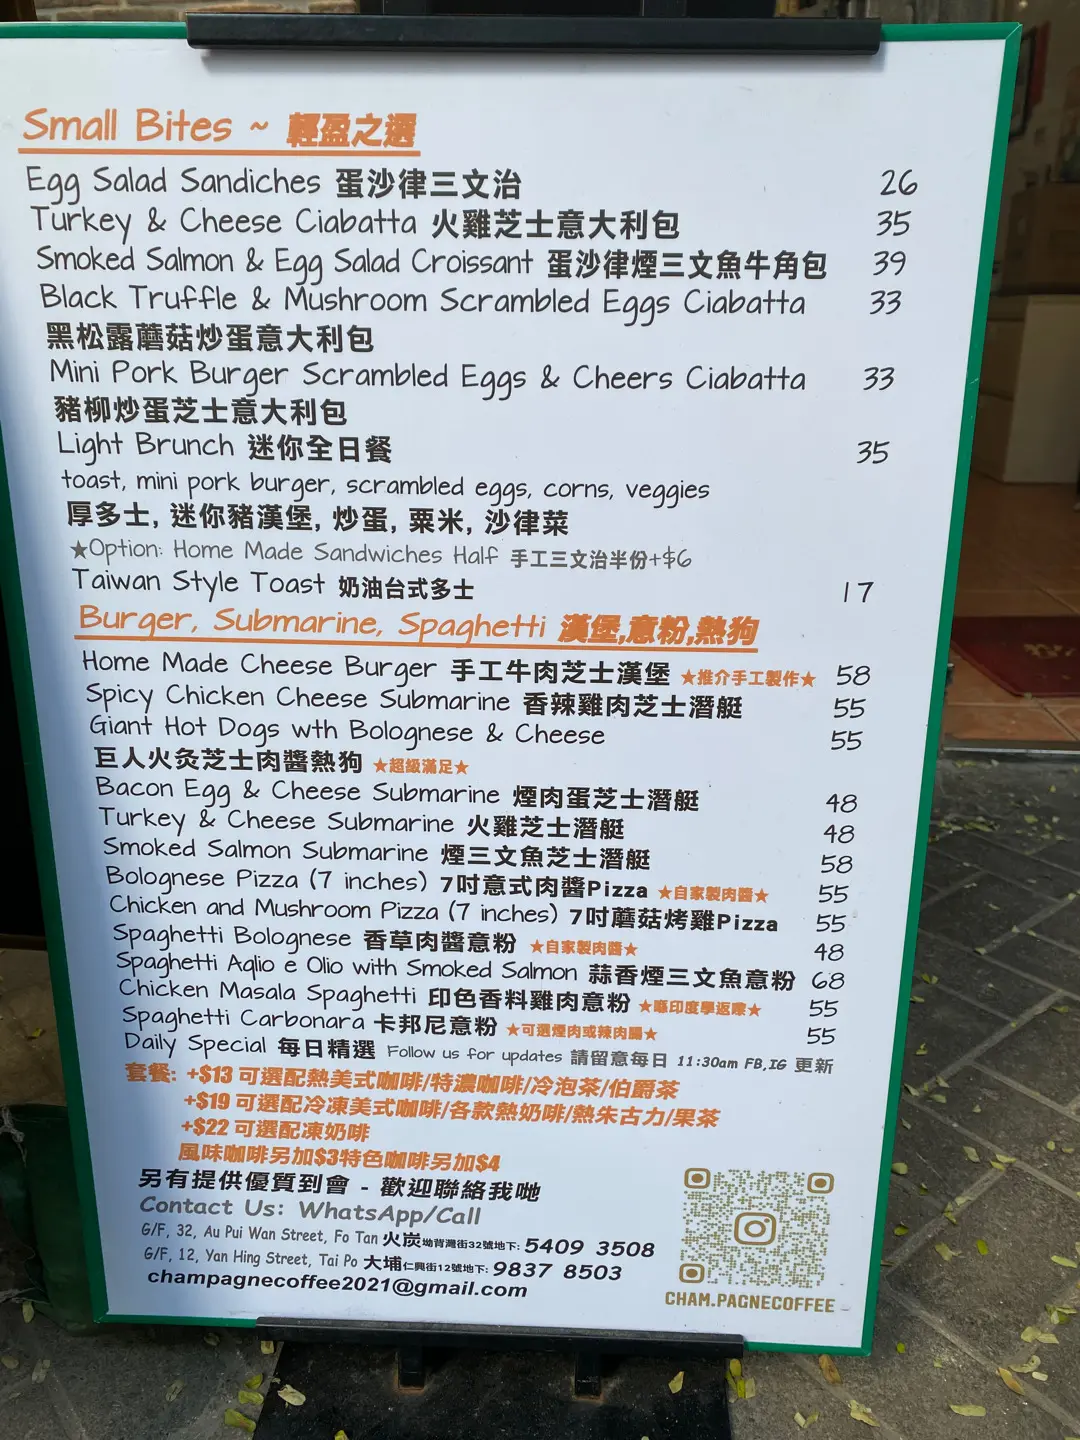 Small Bites ~ 輕盈之選
Egg Salad Sandiches 蛋沙律三文治 26
Turkey & Cheese Ciabatta 火雞芝士意大利包 35
Smoked Salmon & Egg Salad Croissant 蛋沙律煙三文魚牛角包 39
Black Truffle & Mushroom Scrambled Eggs Ciabatta 33
黑松露蘑菇炒蛋意大利包
Mini Pork Burger Scrambled Eggs & Cheers Ciabatta 33
豬柳炒蛋芝士意大利包
Light Brunch 迷你全日餐 35
toast, mini pork burger, scrambled eggs, corns, veggies
厚多士, 迷你豬漢堡, 炒蛋, 粟米, 沙律菜
★Option: Home Made Sandwiches Half 手工三文治半份+$6
Taiwan Style Toast 奶油台式多士 17
Burger, Submarine, Spaghetti 漢堡,意粉,熱狗
Home Made Cheese Burger 手工牛肉芝士漢堡 ★推介手工製作★ 58
Spicy Chicken Cheese Submarine 香辣雞肉芝士潛艇 55
Giant Hot Dogs wth Bolognese & Cheese 55
巨人火灸芝士肉醬熱狗 ★超級滿足★
Bacon Egg & Cheese Submarine 煙肉蛋芝士潛艇 48
Turkey & Cheese Submarine 火雞芝士潛艇 48
Smoked Salmon Submarine 煙三文魚芝士潛艇 58
Bolognese Pizza (7 inches) 7吋意式肉醬Pizza ★自家製肉醬★ 55
Chicken and Mushroom Pizza (7 inches) 7吋蘑菇烤雞Pizza 55
Spaghetti Bolognese 香草肉醬意粉 ★自家製肉醬★ 48
Spaghetti Aglio e Olio with Smoked Salmon 蒜香煙三文魚意粉 68
Chicken Masala Spaghetti 印色香料雞肉意粉 ★喺印度學返嚟★ 55
Spaghetti Carbonara 卡邦尼意粉 ★可選煙肉或辣肉腸★ 55
Daily Special 每日精選 Follow us for updates 請留意每日 11:30am FB,IG 更新
套餐: +$13 可選配熱美式咖啡/特濃咖啡/冷泡茶/伯爵茶
+$19 可選配冷凍美式咖啡/各款熱奶啡/熱朱古力/果茶
+$22 可選配凍奶啡
風味咖啡另加$3特色咖啡另加$4
另有提供優質到會 - 歡迎聯絡我哋
Contact Us: WhatsApp/Call
G/F, 32, Au Pui Wan Street, Fo Tan 火炭坳背灣街32號地下: 5409 3508
G/F, 12, Yan Hing Street, Tai Po 大埔仁興街12號地下: 9837 8503
champagnecoffee2021@gmail.com
CHAM.PAGNECOFFEE